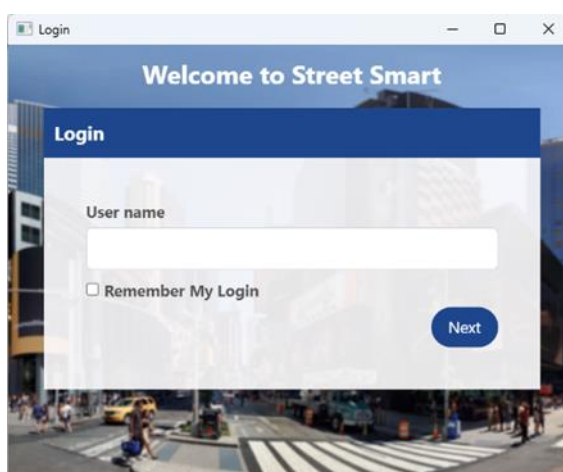 Login
Welcome to Street Smart
Login
User name
Remember My Login
Next